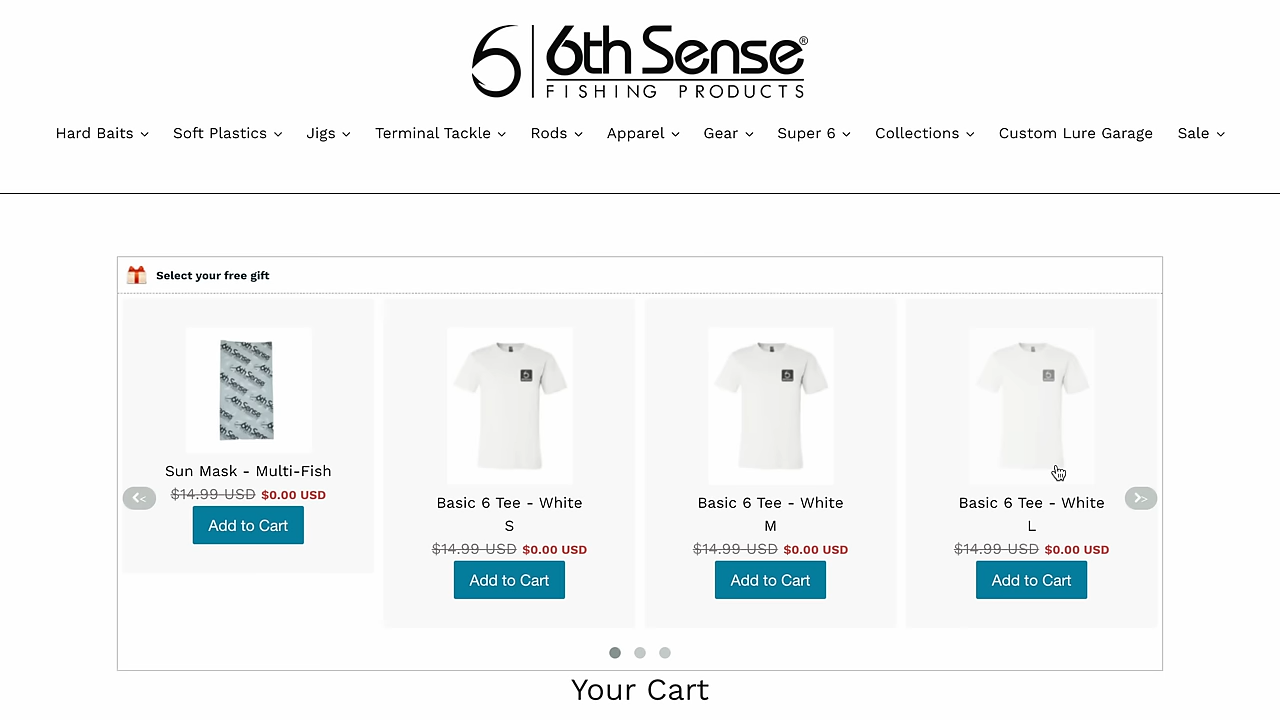 6th Sense®
FISHING PRODUCTS
Hard Baits Soft Plastics Jigs Terminal Tackle Rods Apparel Gear Super 6 Collections Custom Lure Garage Sale
Select your free gift
6th Sense
Sun Mask - Multi-Fish
$14.99 USD $0.00 USD
Add to Cart
Basic 6 Tee - White
S
$14.99 USD $0.00 USD
Add to Cart
Basic 6 Tee - White
M
$14.99 USD $0.00 USD
Add to Cart
Basic 6 Tee - White
L
$14.99 USD $0.00 USD
Add to Cart
Your Cart